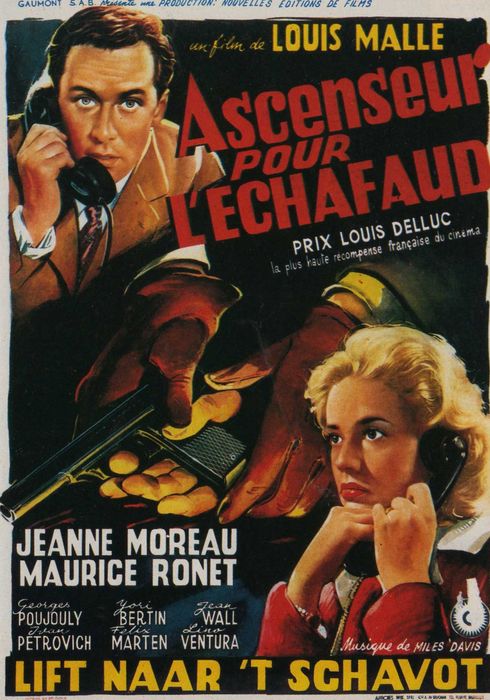 GAUMONT S.A.B. Présente une PRODUCTION: NOUVELLES EDITIONS DE FILMS
un film de LOUIS MALLE
ASCENSEUR
POUR
L'ECHAFAUD
PRIX LOUIS DELLUC
la plus haute récompense française du cinéma
JEANNE MOREAU
MAURICE RONET
Georges POUJOULY
Yori BERTIN
Jean WALL
Ivan PETROVICH
Félix MARTEN
Lino VENTURA
Musique de MILES DAVIS
LIFT NAAR 'T SCHAVOT